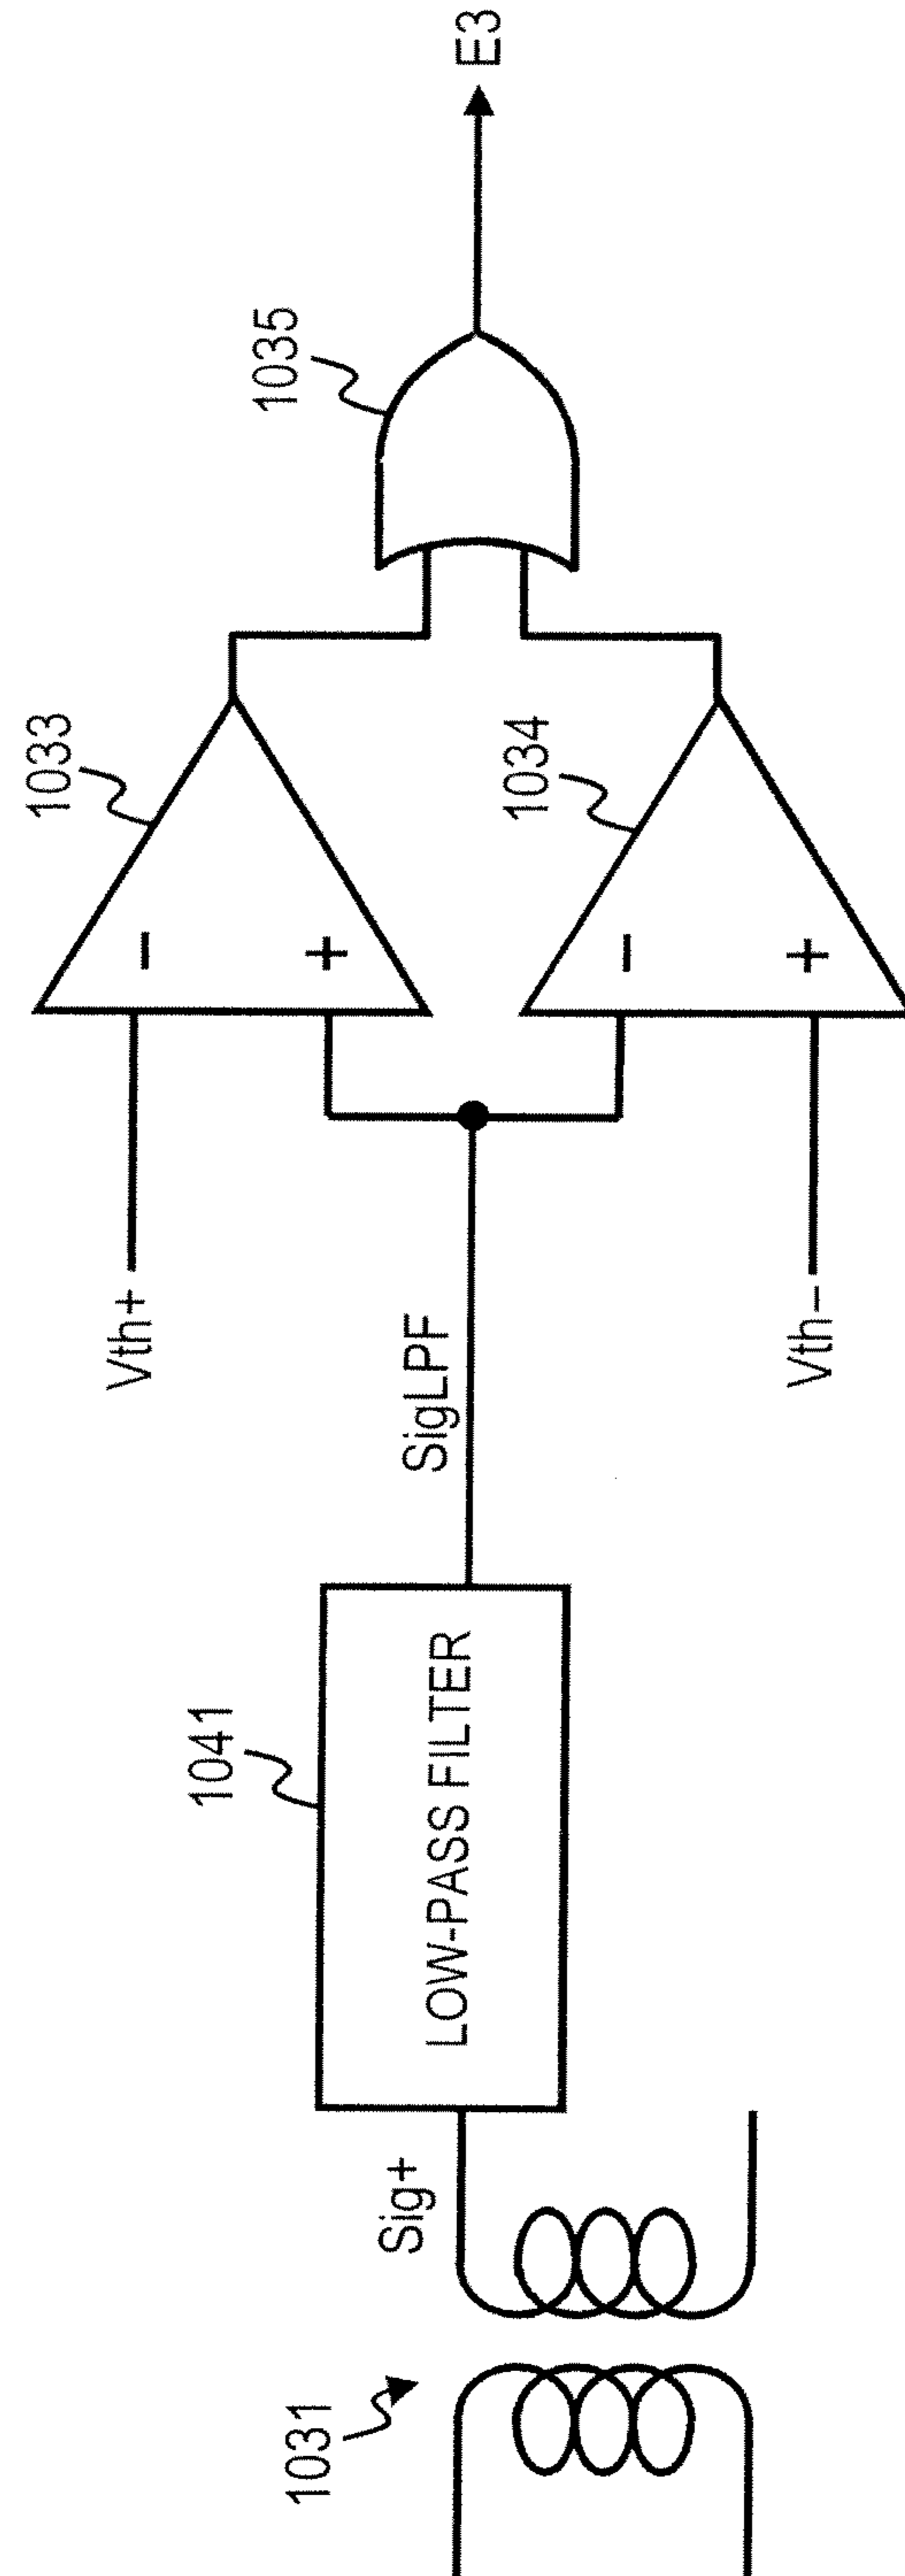 1031
Sig+
1041
LOW-PASS FILTER
SigLPF
Vth+
Vth−
1033
−
+
1034
−
+
1035
E3